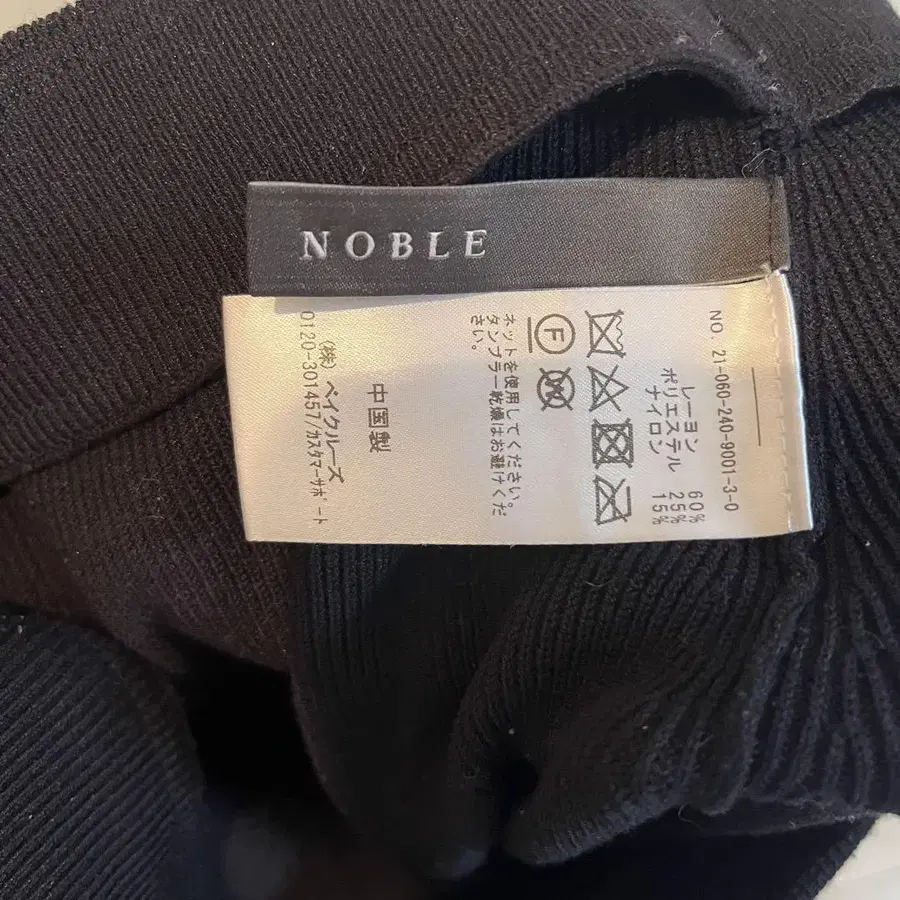 NOBLE
NO. 21-060-240-9001-3-0
レーヨン 60%
ポリエステル 25%
ナイロン 15%
F
W
ネットを使用してください。
タンブラー乾燥はお避けくだ
さい。
中国製
(株) ベイクルーズ
0120-301457/カスタマーサポート